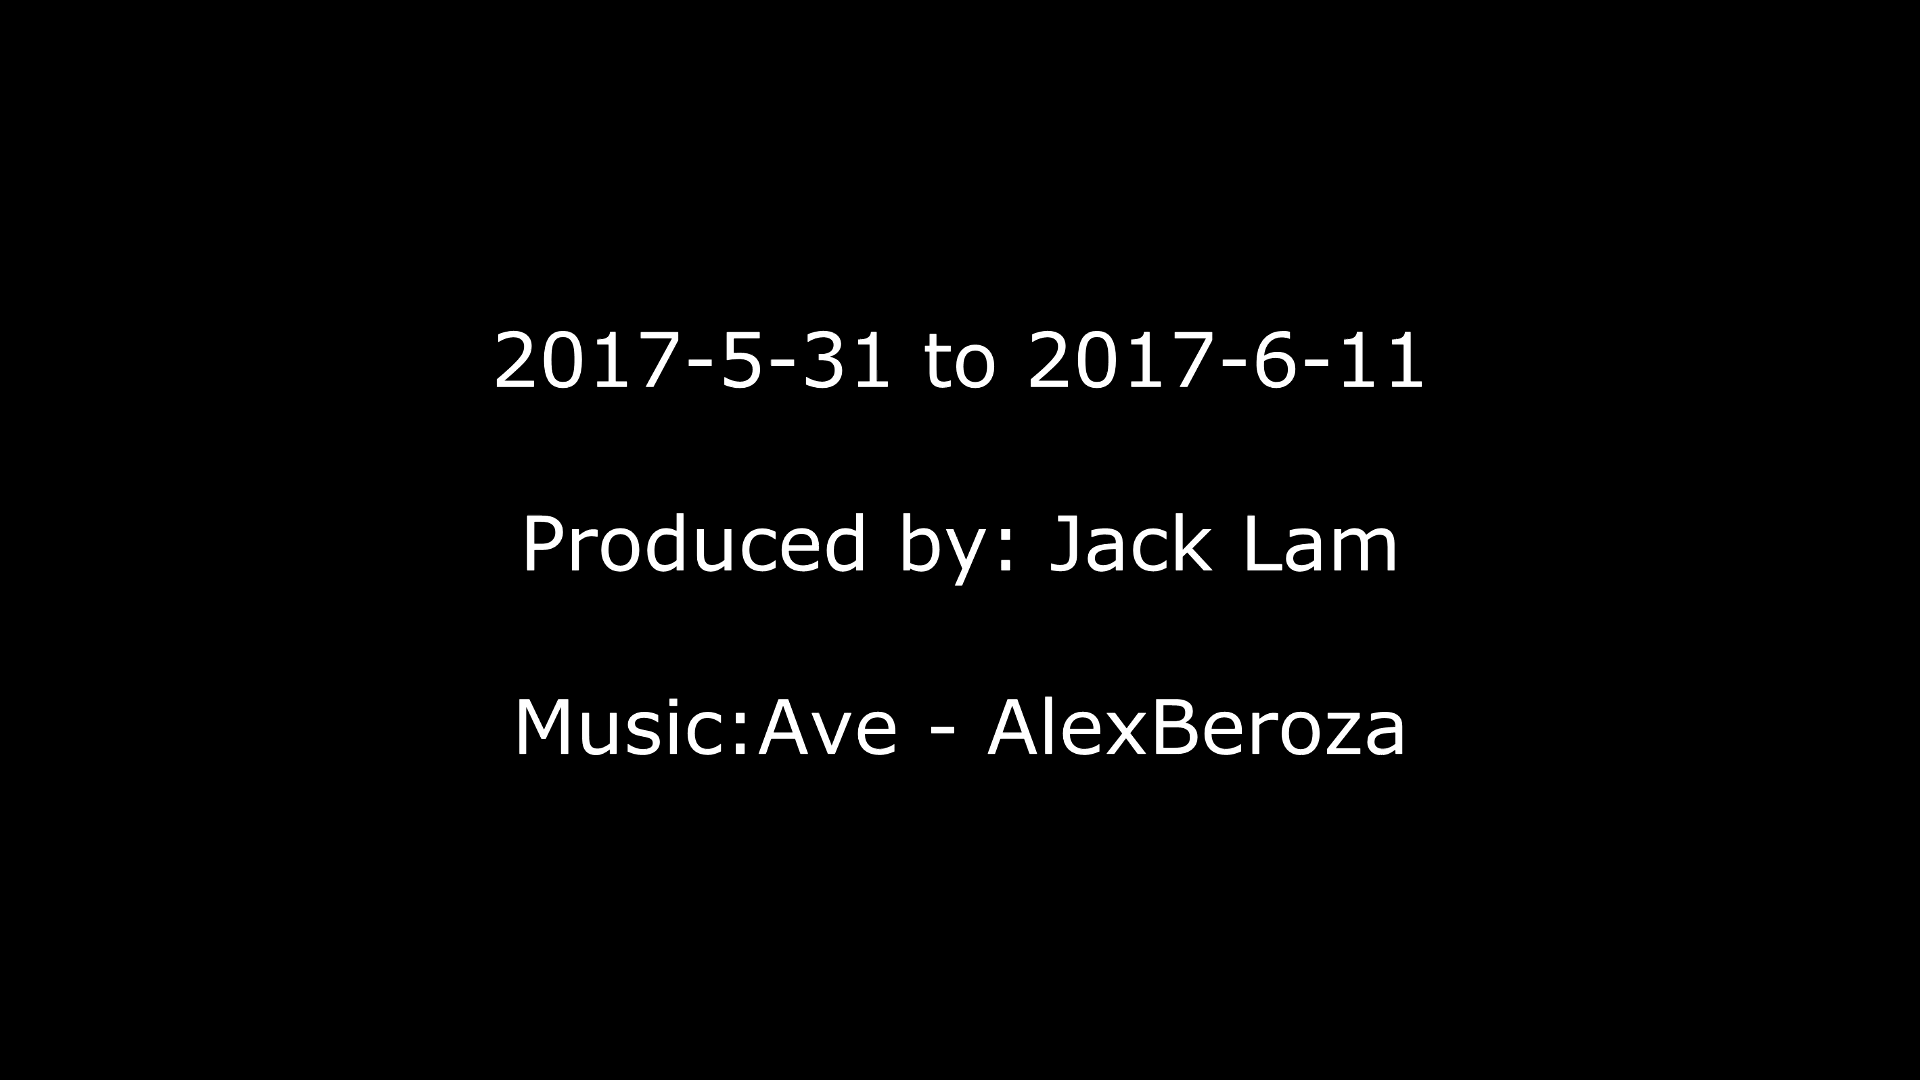 2017-5-31 to 2017-6-11
Produced by: Jack Lam
Music:Ave - AlexBeroza